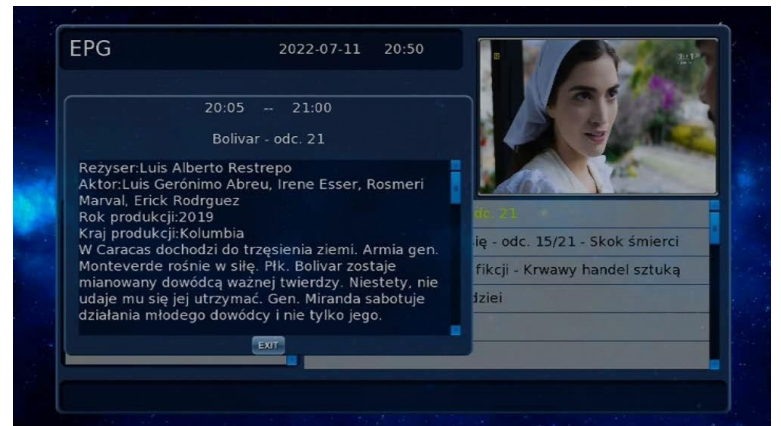 EPG 2022-07-11 20:50
20:05 -- 21:00
Bolivar - odc. 21
Reżyser:Luis Alberto Restrepo
Aktor:Luis Gerónimo Abreu, Irene Esser, Rosmeri
Marval, Erick Rodrguez
Rok produkcji:2019
Kraj produkcji:Kolumbia
W Caracas dochodzi do trzęsienia ziemi. Armia gen.
Monteverde rośnie w siłę. Płk. Bolivar zostaje
mianowany dowódcą ważnej twierdzy. Niestety, nie
udaje mu się jej utrzymać. Gen. Miranda sabotuje
działania młodego dowódcy i nie tylko jego.
EXIT
odc. 21
ię - odc. 15/21 - Skok śmierci
fikcji - Krwawy handel sztuką
dziei